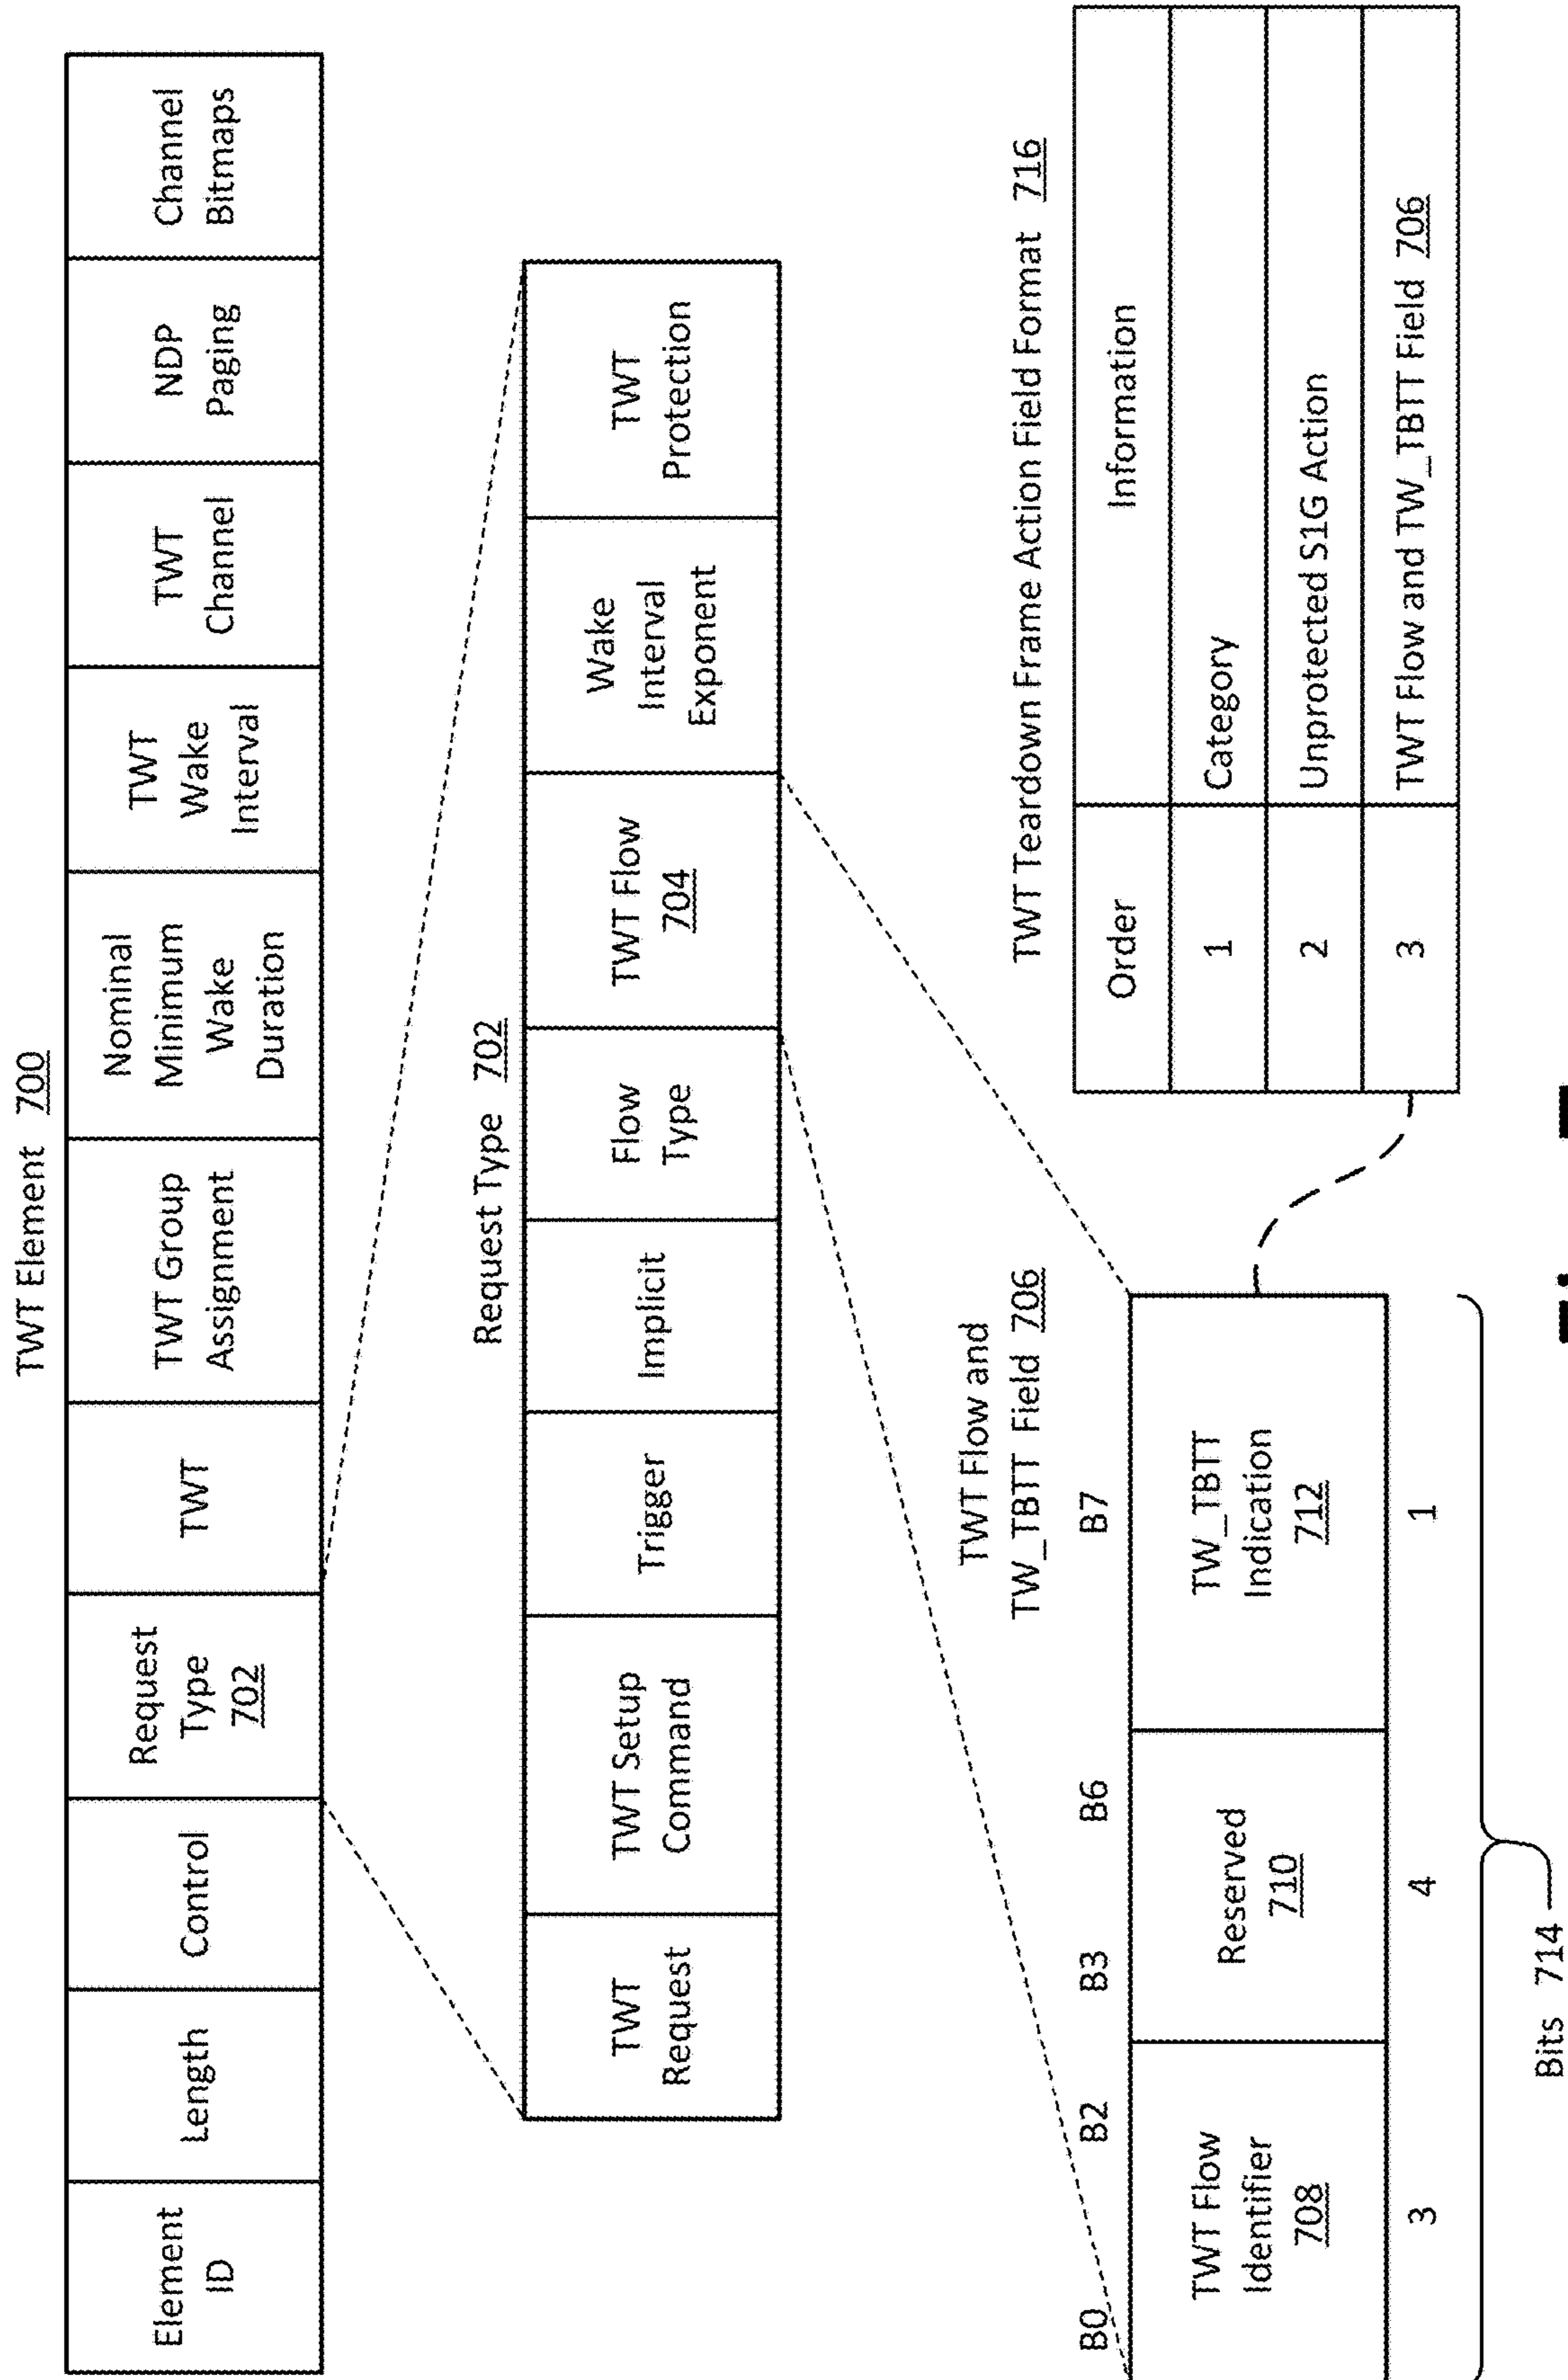 TWT Element 700
Element
ID
Length
Control
Request
Type
702
TWT
TWT Group
Assignment
Nominal
Minimum
Wake
Duration
TWT
Wake
Interval
TWT
Channel
NDP
Paging
Channel
Bitmaps
Request Type 702
TWT
Request
TWT Setup
Command
Trigger
Implicit
Flow
Type
TWT Flow
704
Wake
Interval
Exponent
TWT
Protection
TWT Flow and
TW_TBTT Field 706
B0 B2 B3 B6 B7
TWT Flow
Identifier
708
Reserved
710
TW_TBTT
Indication
712
3 4 1
Bits 714
TWT Teardown Frame Action Field Format 716
Order Information
1 Category
2 Unprotected S1G Action
3 TWT Flow and TW_TBTT Field 706